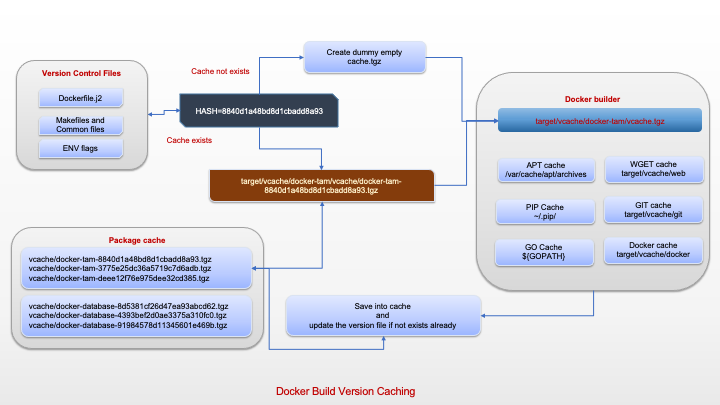 Version Control Files
Dockerfile.j2
Makefiles and
Common files
ENV flags
Cache not exists
Create dummy empty
cache.tgz
HASH=8840d1a48bd8d1cbadd8a93
Cache exists
target/vcache/docker-tam/vcache/docker-tam-
8840d1a48bd8d1cbadd8a93.tgz
Docker builder
target/vcache/docker-tam/vcache.tgz
APT cache
/var/cache/apt/archives
WGET cache
target/vcache/web
PIP Cache
~/.pip/
GIT cache
target/vcache/git
GO Cache
${GOPATH}
Docker cache
target/vcache/docker
Package cache
vcache/docker-tam-8840d1a48bd8d1cbadd8a93.tgz
vcache/docker-tam-3775e25dc36a5719c7d6adb.tgz
vcache/docker-tam-deee12f76e975dee32cd385.tgz
vcache/docker-database-8d5381cf26d47ea93abcd62.tgz
vcache/docker-database-4393bef2d0ae3375a310fc0.tgz
vcache/docker-database-91984578d11345601e469b.tgz
Save into cache
and
update the version file if not exists already
Docker Build Version Caching